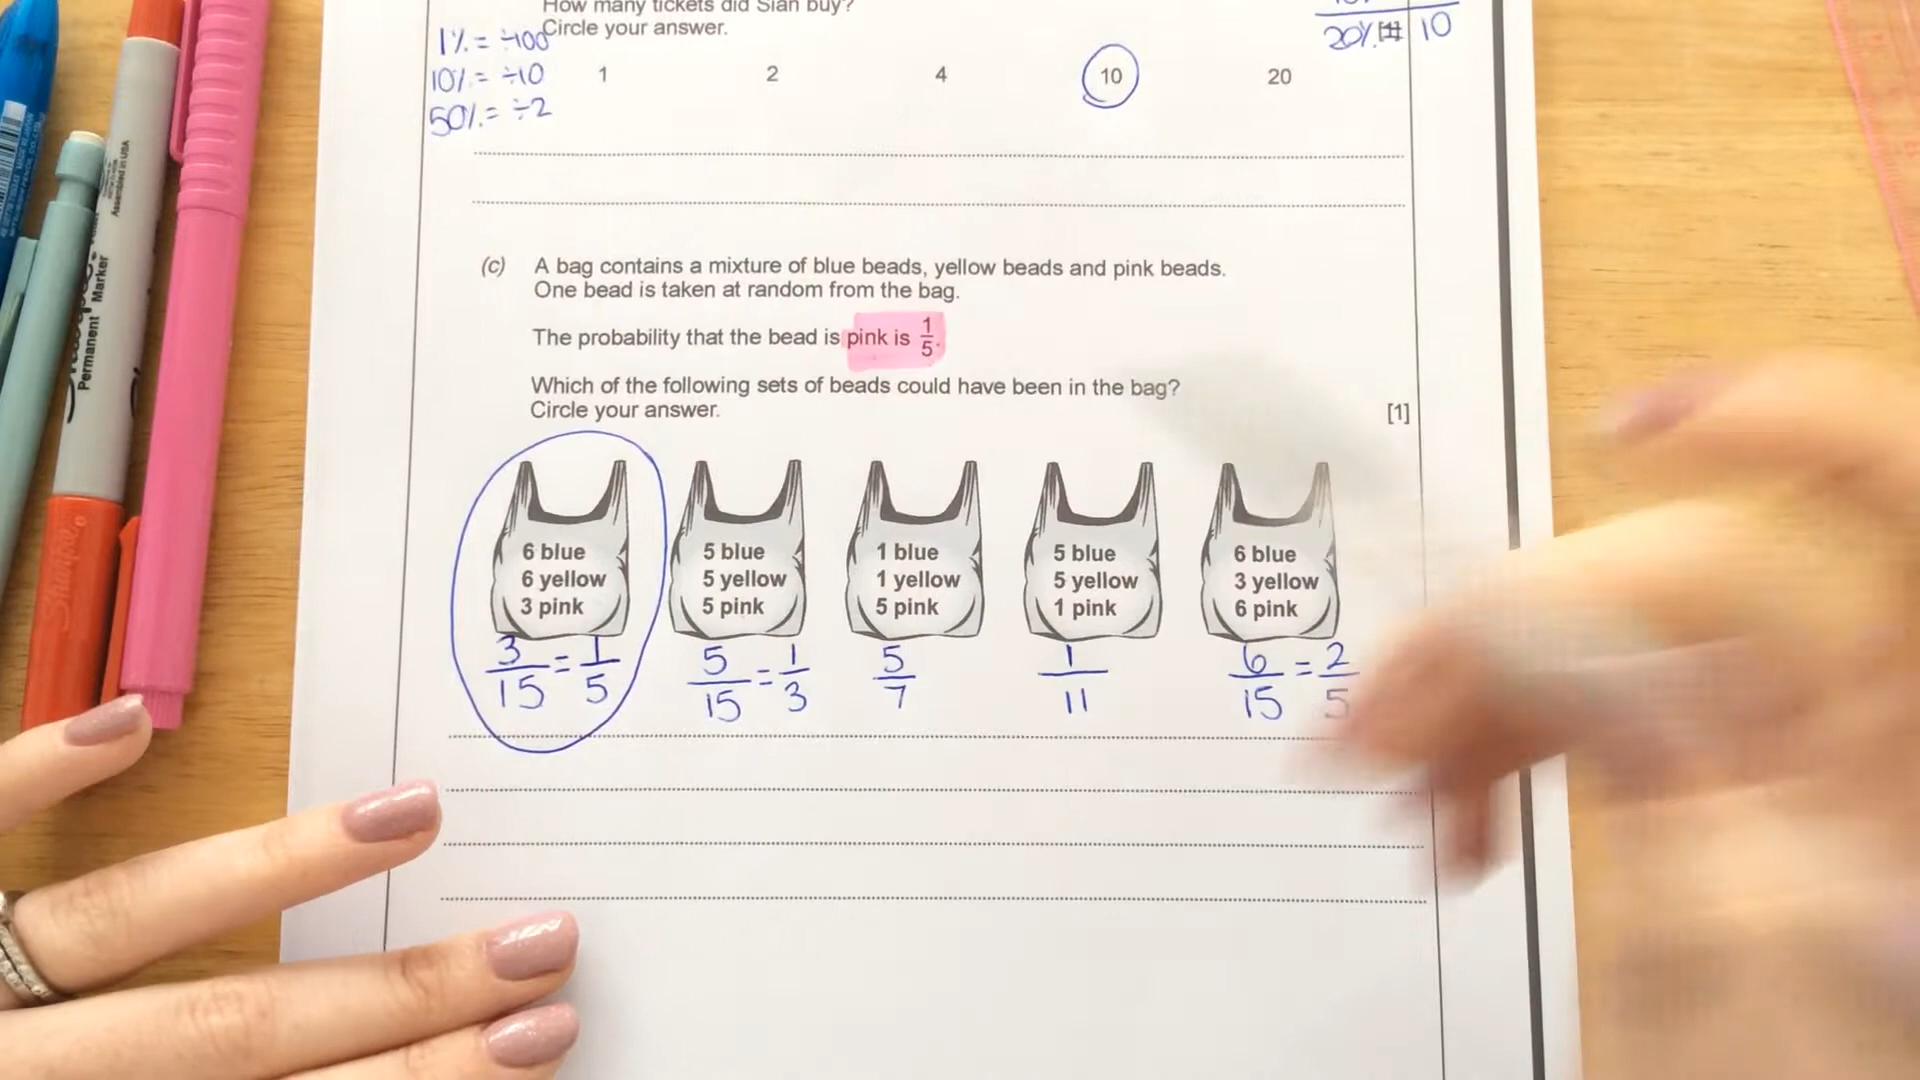 How many tickets did Sian buy?
Circle your answer.
1% = ÷100
10% = ÷10
50% = ÷2
20% [1] 10
1 2 4 10 20
(c) A bag contains a mixture of blue beads, yellow beads and pink beads.
One bead is taken at random from the bag.
The probability that the bead is pink is 1/5.
Which of the following sets of beads could have been in the bag?
Circle your answer.
[1]
6 blue
6 yellow
3 pink
3/15 = 1/5
5 blue
5 yellow
5 pink
5/15 = 1/3
1 blue
1 yellow
5 pink
5/7
5 blue
5 yellow
1 pink
1/11
6 blue
3 yellow
6 pink
6/15 = 2/5
Permanent Marker
Assembled in USA
Sharpie